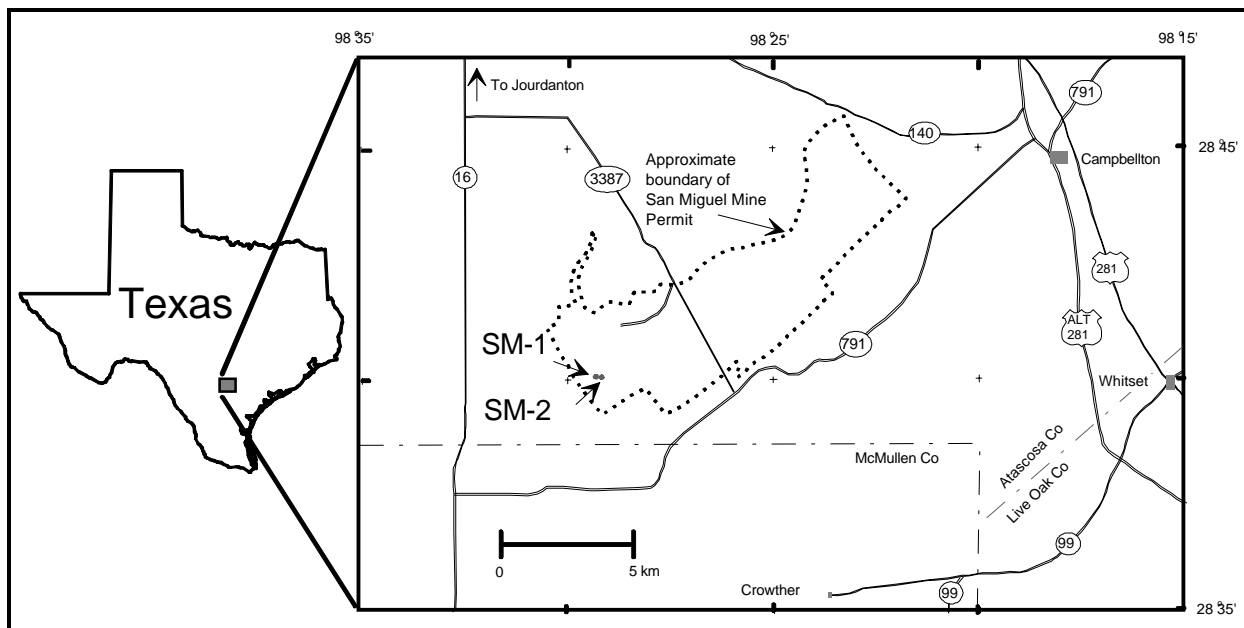 98°35'
98°25'
98°15'
To Jourdanton
791
140
28°45'
Campbellton
Approximate
boundary of
San Miguel Mine
Permit
16
3387
Texas
281
ALT
281
SM-1
791
SM-2
Whitset
McMullen Co
Atascosa Co
Live Oak Co
99
0
5 km
Crowther
99
28°35'